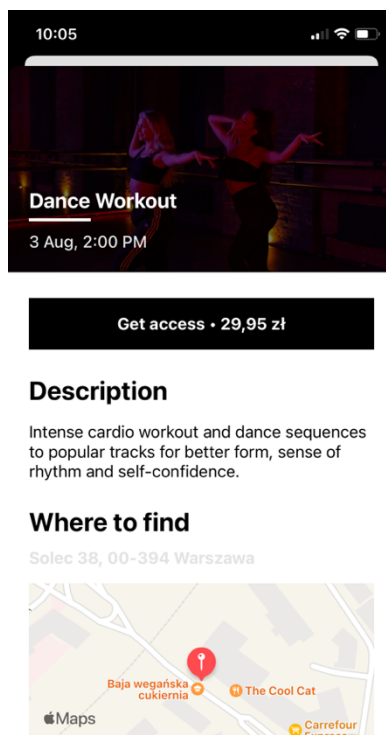 10:05
Dance Workout
3 Aug, 2:00 PM
Get access • 29,95 zł
Description
Intense cardio workout and dance sequences
to popular tracks for better form, sense of
rhythm and self-confidence.
Where to find
Solec 38, 00-394 Warszawa
Baja wegańska
cukiernia
The Cool Cat
Maps
Carrefour
Express